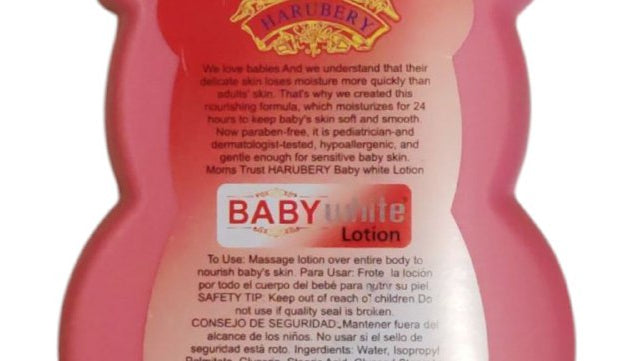 HARUBERY
We love babies And we understand that their
delicate skin loses moisture more quickly than
adults' skin. That's why we created this
nourishing formula, which moisturizes for 24
hours to keep baby's skin soft and smooth.
Now paraben-free, it is pediatrician-and
dermatologist-tested, hypoallergenic, and
gentle enough for sensitive baby skin.
Moms Trust HARUBERY Baby white Lotion
BABY white®
Lotion
To Use: Massage lotion over entire body to
nourish baby's skin. Para Usar: Frote la loción
por todo el cuerpo del bebé para nutrir su piel.
SAFETY TIP: Keep out of reach of children Do
not use if quality seal is broken.
CONSEJO DE SEGURIDAD:,Mantener fuera del
alcance de los niños. No usar si el sello de
seguridad está roto. Ingerdients: Water, Isopropyl
Palmitate, Glycerin, Stearic Acid,